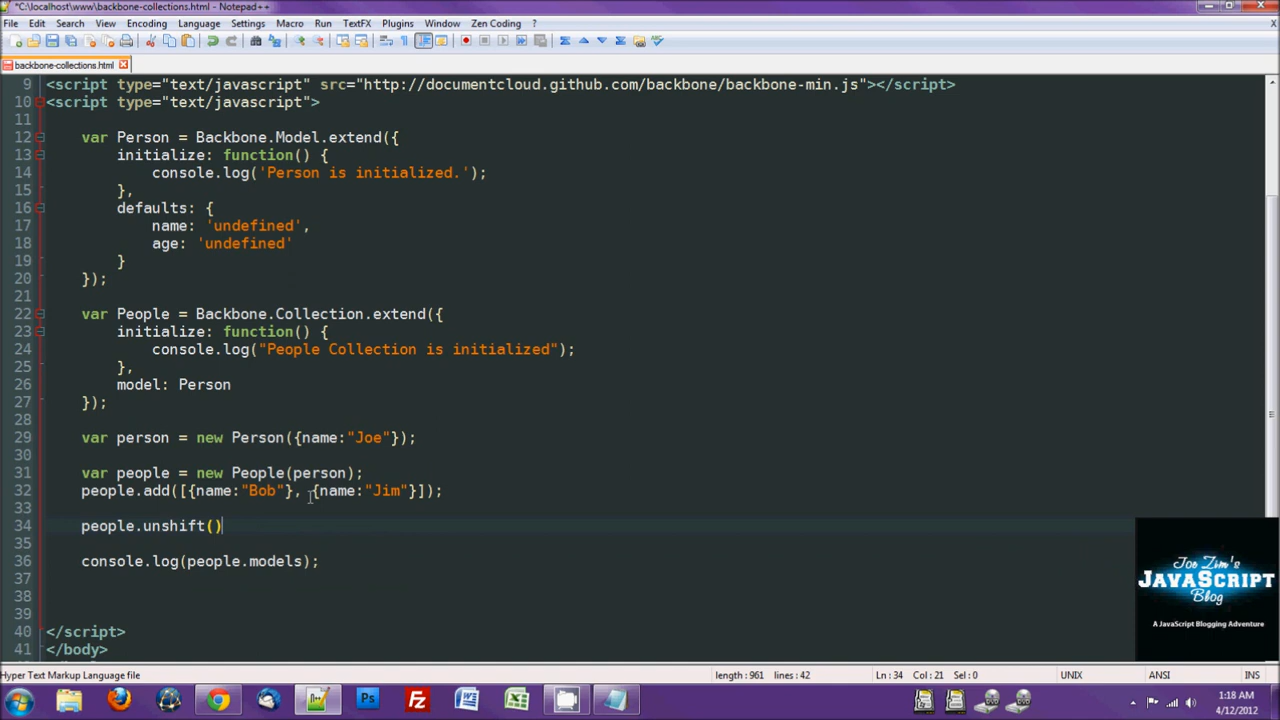 *C:\localhost\www\backbone-collections.html - Notepad++
File Edit Search View Encoding Language Settings Macro Run TextFX Plugins Window Zen Coding ? X
backbone-collections.html
9 <script type="text/javascript" src="http://documentcloud.github.com/backbone/backbone-min.js"></script>
10 <script type="text/javascript">
11
12 var Person = Backbone.Model.extend({
13 initialize: function() {
14 console.log('Person is initialized.');
15 },
16 defaults: {
17 name: 'undefined',
18 age: 'undefined'
19 }
20 });
21
22 var People = Backbone.Collection.extend({
23 initialize: function() {
24 console.log("People Collection is initialized");
25 },
26 model: Person
27 });
28
29 var person = new Person({name:"Joe"});
30
31 var people = new People(person);
32 people.add([{name:"Bob"}, {name:"Jim"}]);
33
34 people.unshift()
35
36 console.log(people.models);
37
38
39
40 </script>
41 </body>
Joe Zim's
JAVASCRIPT
Blog
A JavaScript Blogging Adventure
Hyper Text Markup Language file length : 961 lines : 42 Ln : 34 Col : 21 Sel : 0 UNIX ANSI INS
1:18 AM
4/12/2012